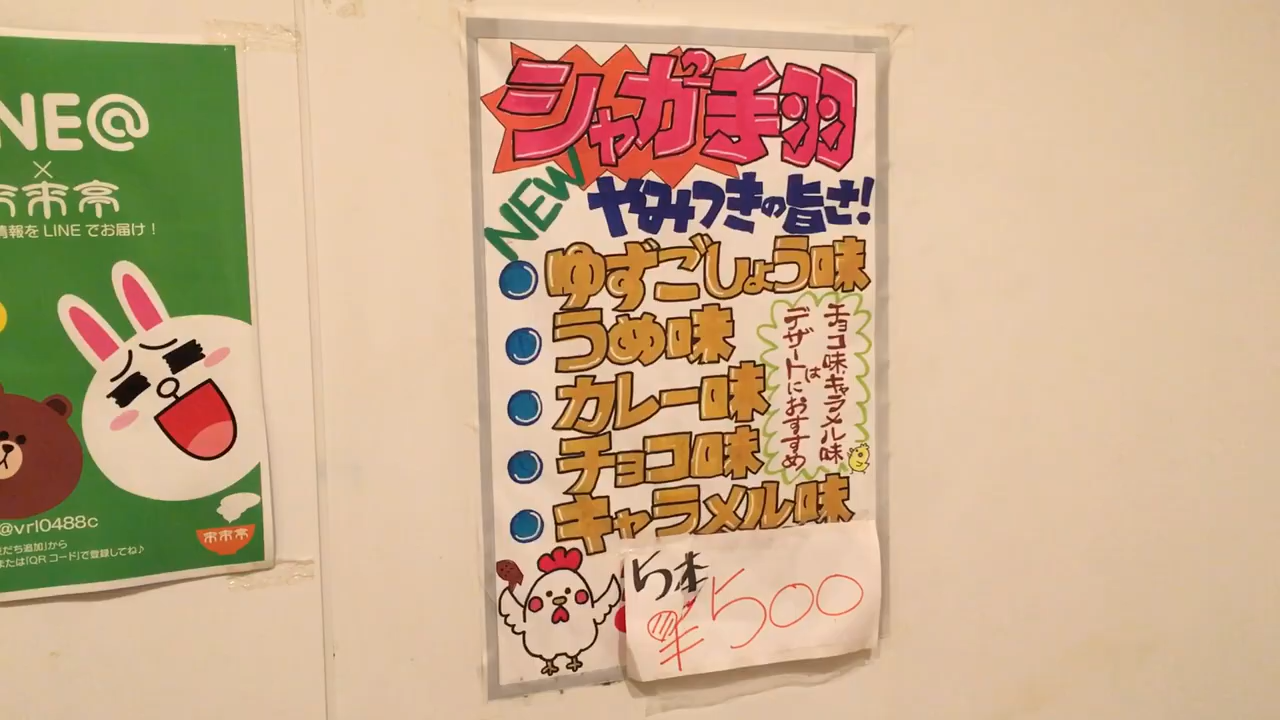 NE@
×
市来亭
情報をLINEでお届け！
@vrl0488c
だち追加」から
または「QRコード」で登録してね♪
シャガ手羽
NEW
やみつきの旨さ！
ゆずごしょう味
うめ味
カレー味
チョコ味
キャラメル味
チョコ味、キャラメル味
は
デザートにおすすめ
5本
¥500